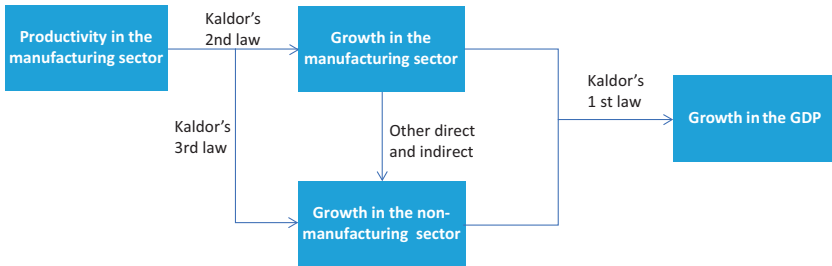 Productivity in the
manufacturing sector
Kaldor's
2nd law
Growth in the
manufacturing sector
Kaldor's
3rd law
Other direct
and indirect
Kaldor's
1 st law
Growth in the GDP
Growth in the non-
manufacturing sector